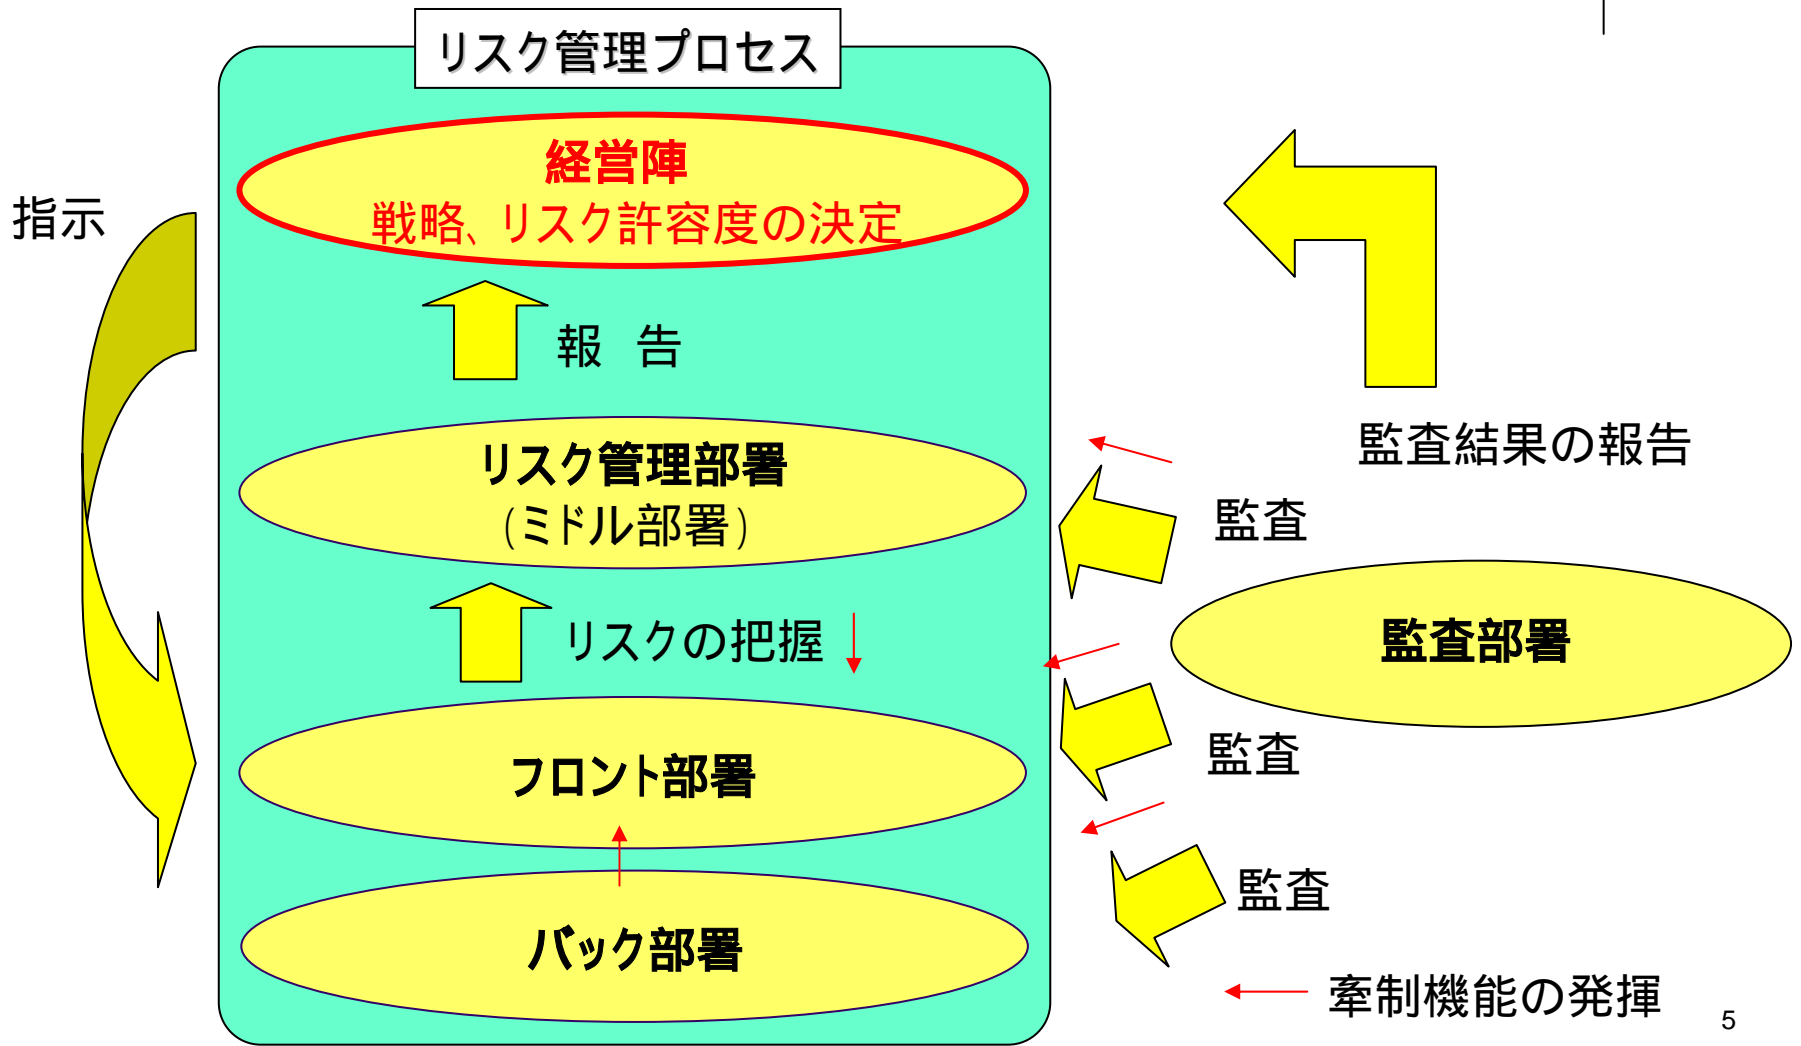 リスク管理プロセス
経営陣
戦略、リスク許容度の決定
指示
報 告
監査結果の報告
リスク管理部署
(ミドル部署)
監査
リスクの把握
監査部署
フロント部署
監査
監査
バック部署
牽制機能の発揮
5